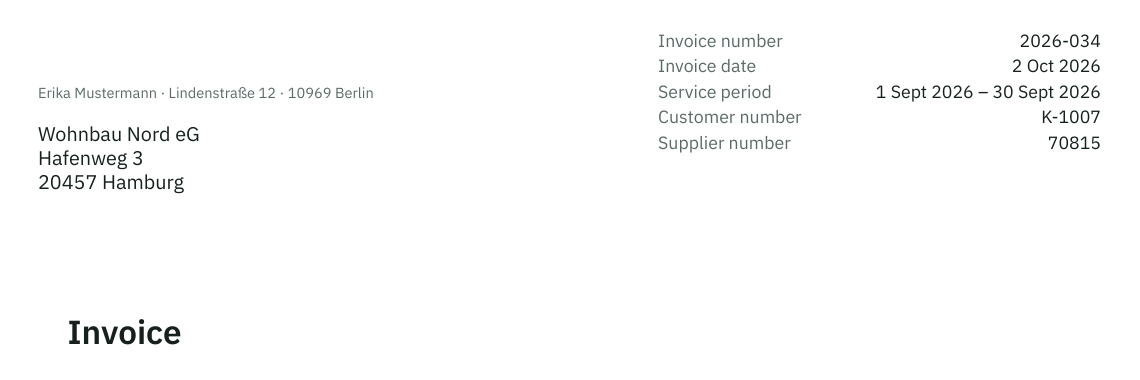 Invoice number 2026-034
Invoice date 2 Oct 2026
Service period 1 Sept 2026 – 30 Sept 2026
Customer number K-1007
Supplier number 70815
Erika Mustermann · Lindenstraße 12 · 10969 Berlin
Wohnbau Nord eG
Hafenweg 3
20457 Hamburg
Invoice